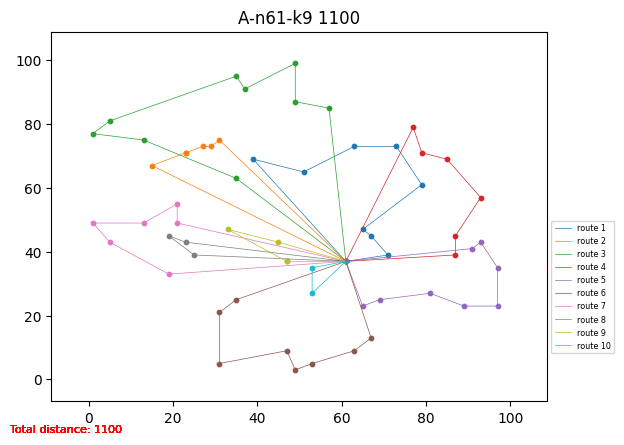 A-n61-k9 1100
100
80
60
40
20
0
0 20 40 60 80 100
route 1
route 2
route 3
route 4
route 5
route 6
route 7
route 8
route 9
route 10
Total distance: 1100